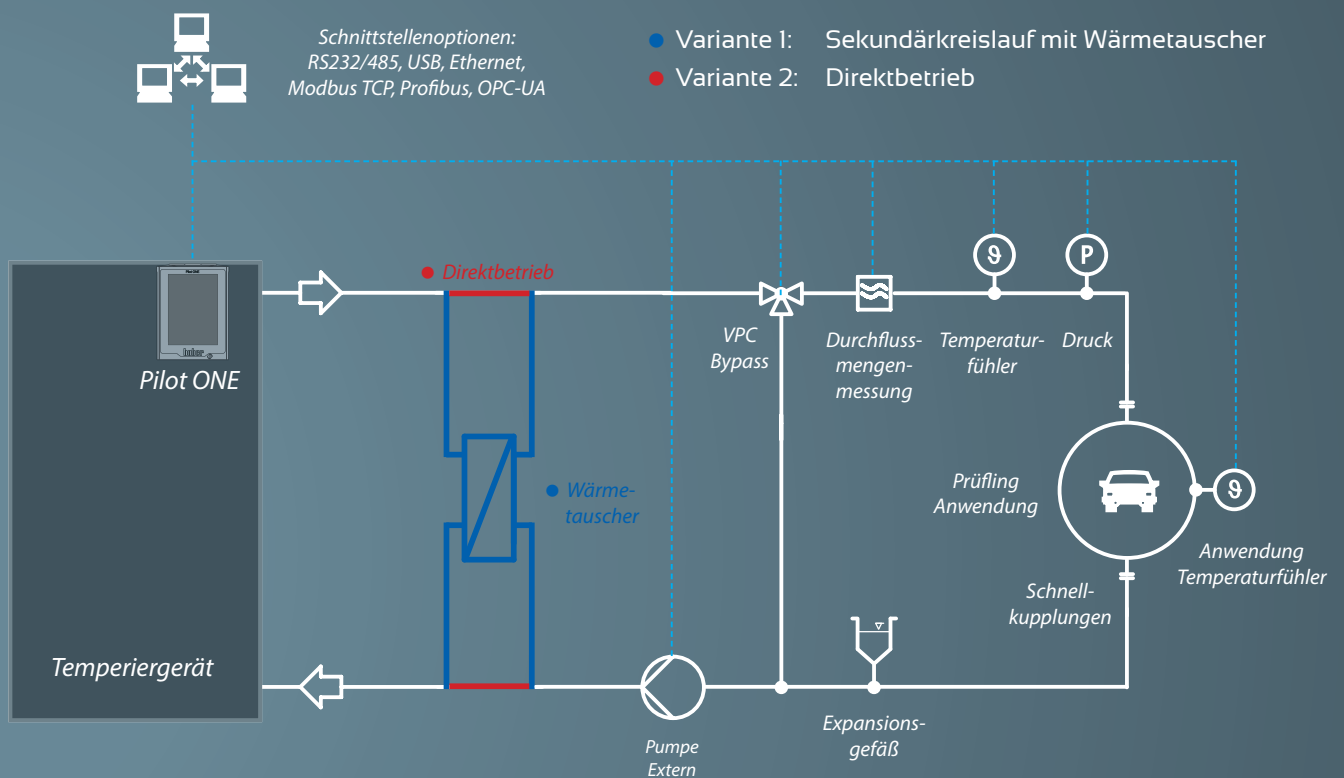 Schnittstellenoptionen:
RS232/485, USB, Ethernet,
Modbus TCP, Profibus, OPC-UA
Variante 1: Sekundärkreislauf mit Wärmetauscher
Variante 2: Direktbetrieb
Direktbetrieb
huber
Pilot ONE
VPC
Bypass
Durchfluss-
mengen-
messung
ϑ
Temperatur-
fühler
P
Druck
Wärme-
tauscher
Prüfling
Anwendung
ϑ
Anwendung
Temperaturfühler
Schnell-
kupplungen
Temperiergerät
Pumpe
Extern
Expansions-
gefäß